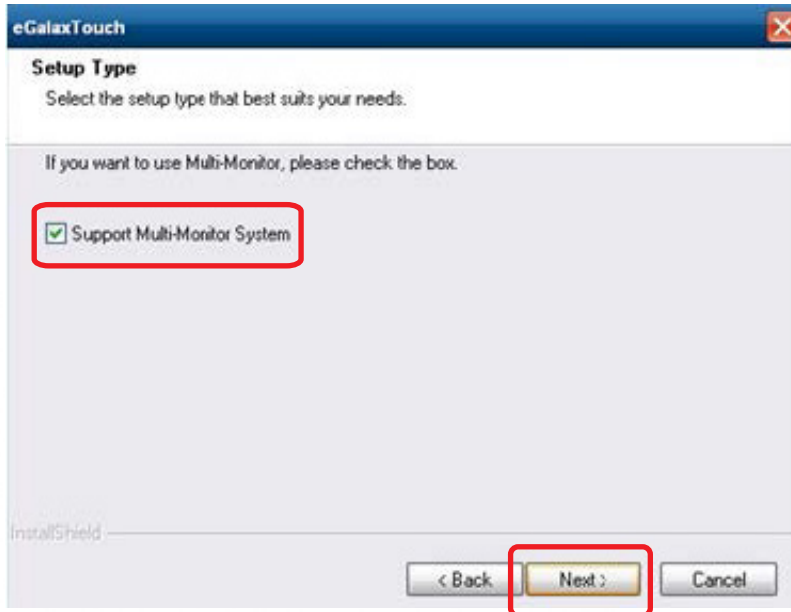 eGalaxTouch
Setup Type
Select the setup type that best suits your needs.
If you want to use Multi-Monitor, please check the box.
Support Multi-Monitor System
InstallShield
< Back Next > Cancel